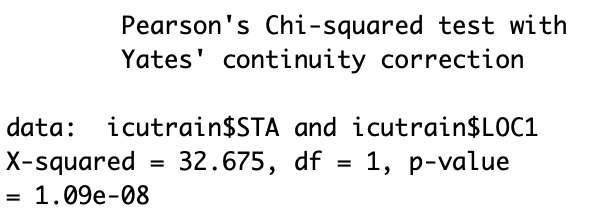 Pearson's Chi-squared test with
Yates' continuity correction
data:  icutrain$STA and icutrain$LOC1
X-squared = 32.675, df = 1, p-value
= 1.09e-08